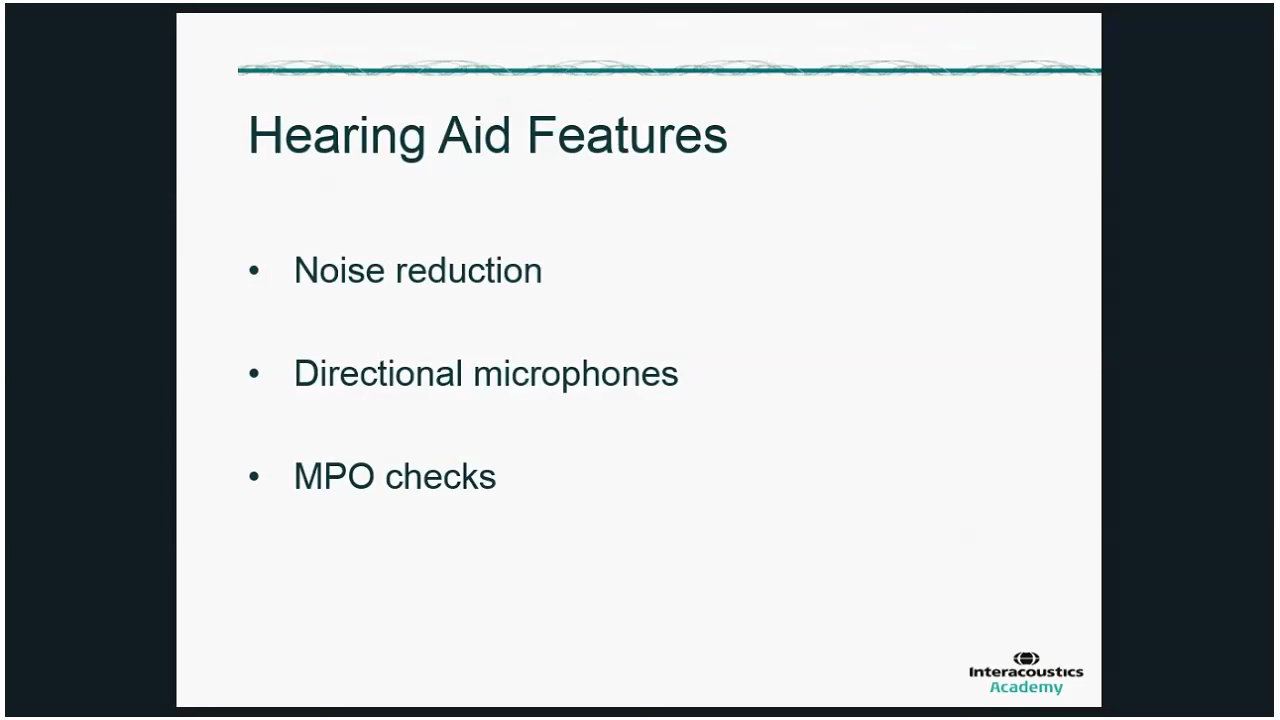 Hearing Aid Features
• Noise reduction
• Directional microphones
• MPO checks
Interacoustics
Academy